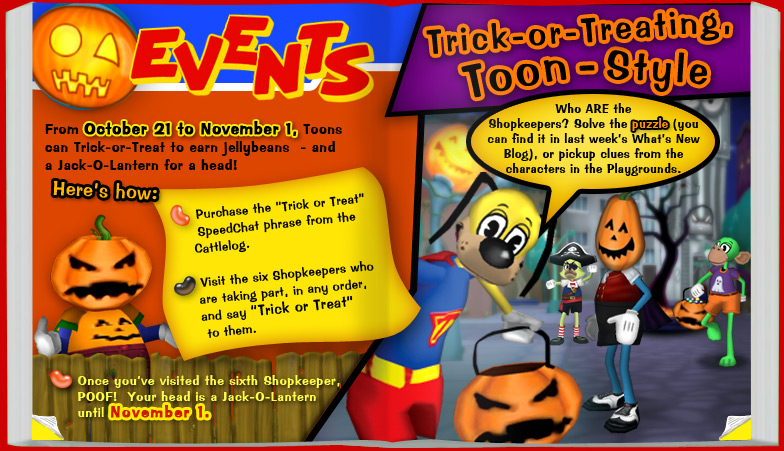 EVENTS
From October 21 to November 1, Toons
can Trick-or-Treat to earn Jellybeans - and
a Jack-O-Lantern for a head!
Here's how:
Purchase the "Trick or Treat"
SpeedChat phrase from the
Cattlelog.
Visit the six Shopkeepers who
are taking part, in any order,
and say "Trick or Treat"
to them.
Once you've visited the sixth Shopkeeper,
POOF! Your head is a Jack-O-Lantern
until November 1.
Trick-or-Treating,
Toon - Style
Who ARE the
Shopkeepers? Solve the puzzle (you
can find it in last week's What's New
Blog), or pickup clues from the
characters in the Playgrounds.